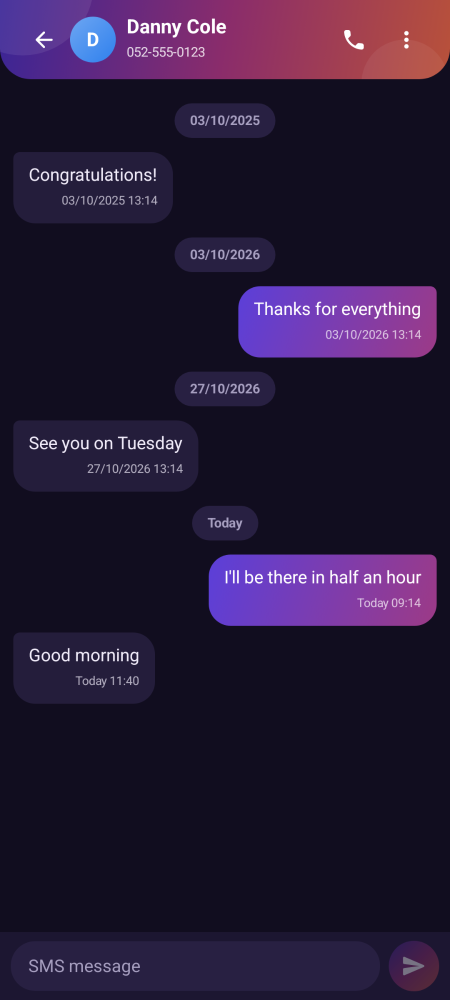 Danny Cole
D
052-555-0123
03/10/2025
Congratulations!
03/10/2025 13:14
03/10/2026
Thanks for everything
03/10/2026 13:14
27/10/2026
See you on Tuesday
27/10/2026 13:14
Today
I'll be there in half an hour
Today 09:14
Good morning
Today 11:40
SMS message